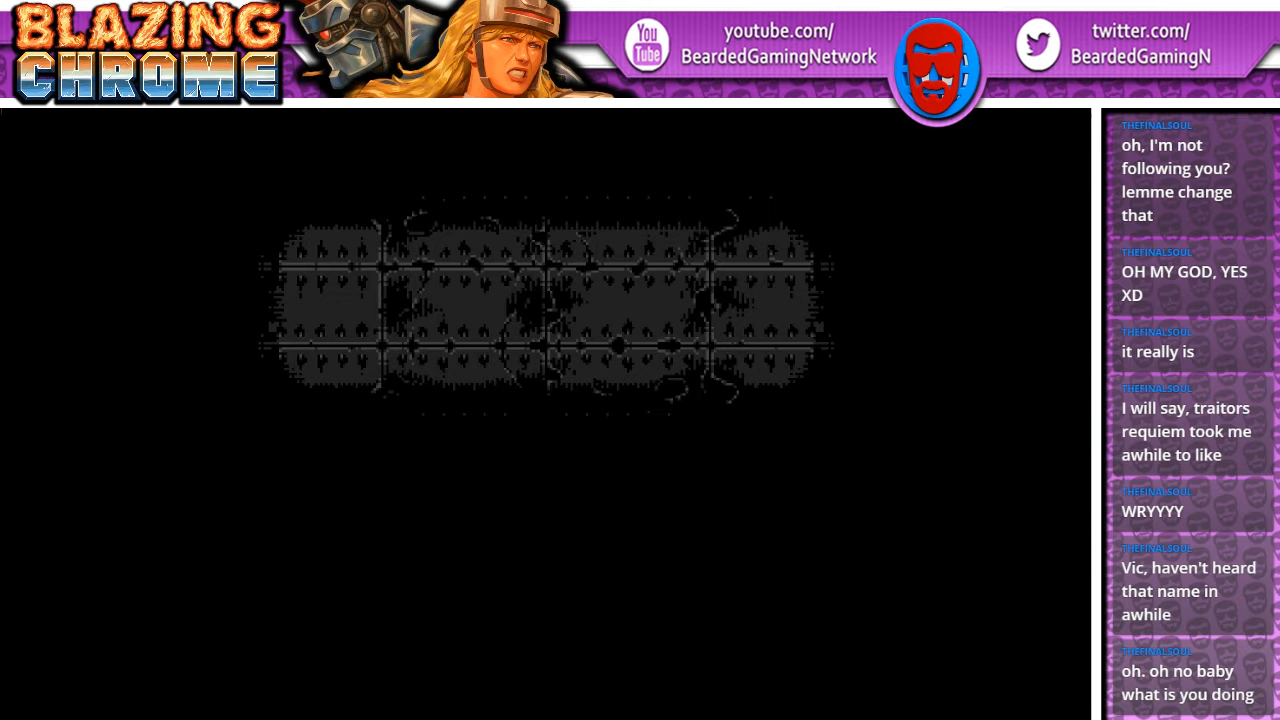 BLAZING
CHROME
You
Tube
youtube.com/
BeardedGamingNetwork
twitter.com/
BeardedGamingN
THEFINALSOUL
oh, I'm not
following you?
lemme change
that
THEFINALSOUL
OH MY GOD, YES
XD
THEFINALSOUL
it really is
THEFINALSOUL
I will say, traitors
requiem took me
awhile to like
THEFINALSOUL
WRYYYY
THEFINALSOUL
Vic, haven't heard
that name in
awhile
THEFINALSOUL
oh. oh no baby
what is you doing